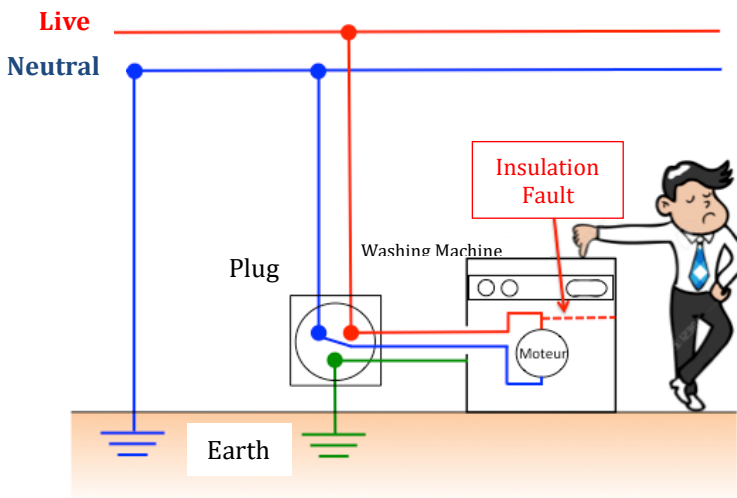 Live
Neutral
Insulation
Fault
Washing Machine
Plug
Moteur
Earth